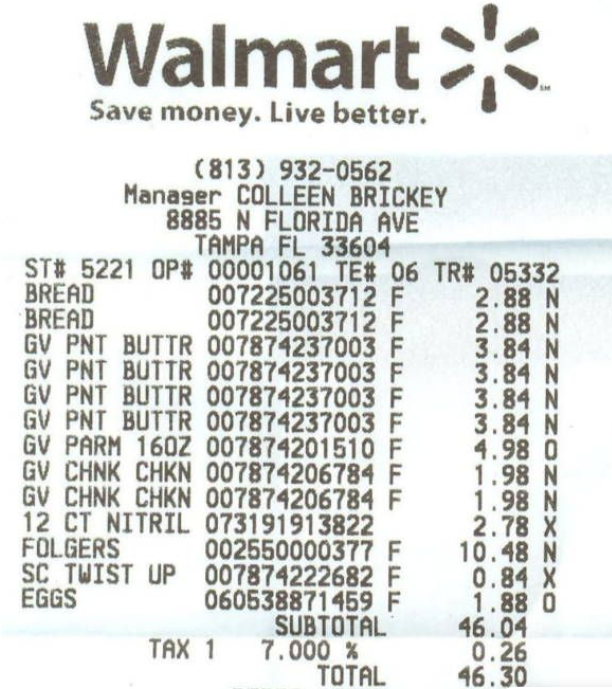 Walmart
SM
Save money. Live better.
(813) 932-0562
Manager COLLEEN BRICKEY
8885 N FLORIDA AVE
TAMPA FL 33604
ST# 5221 OP# 00001061 TE# 06 TR# 05332
BREAD 007225003712 F 2.88 N
BREAD 007225003712 F 2.88 N
GV PNT BUTTR 007874237003 F 3.84 N
GV PNT BUTTR 007874237003 F 3.84 N
GV PNT BUTTR 007874237003 F 3.84 N
GV PNT BUTTR 007874237003 F 3.84 N
GV PARM 16OZ 007874201510 F 4.98 O
GV CHNK CHKN 007874206784 F 1.98 N
GV CHNK CHKN 007874206784 F 1.98 N
12 CT NITRIL 073191913822 2.78 X
FOLGERS 002550000377 F 10.48 N
SC TWIST UP 007874222682 F 0.84 X
EGGS 060538871459 F 1.88 O
SUBTOTAL 46.04
TAX 1 7.000 % 0.26
TOTAL 46.30